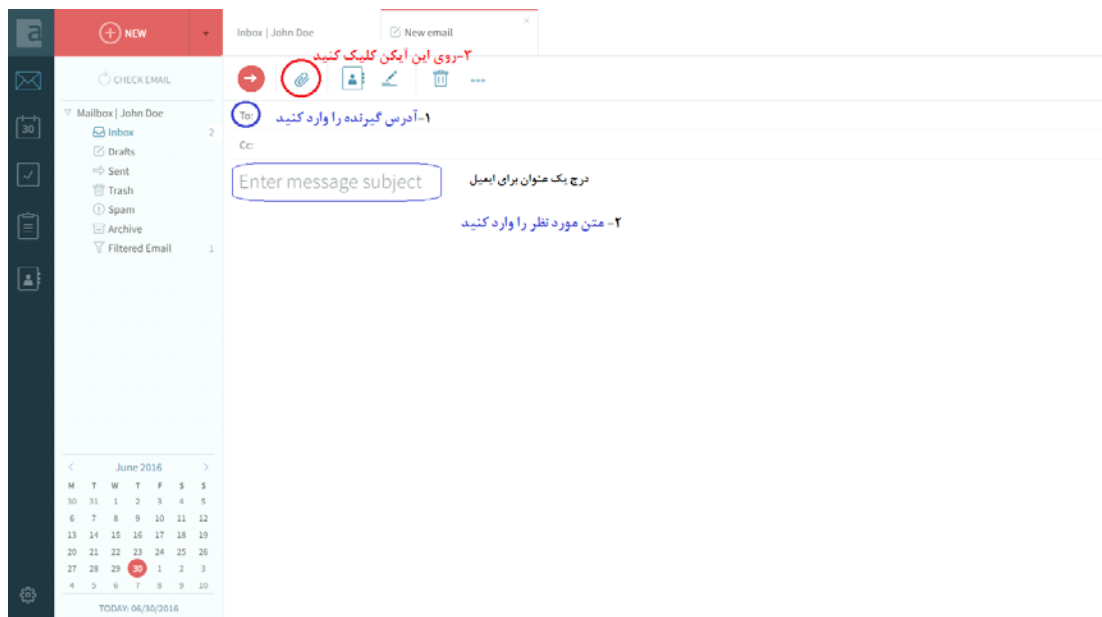 a
NEW
Inbox | John Doe
New email
۳-روی این آیکن کلیک کنید
CHECK EMAIL
Mailbox | John Doe
To:
۱-آدرس گیرنده را وارد کنید
30
Inbox 2
Cc:
Drafts
Sent
Enter message subject
درج یک عنوان برای ایمیل
Trash
Spam
۲- متن مورد نظر را وارد کنید
Archive
Filtered Email 1
June 2016
M T W T F S S
30 31 1 2 3 4 5
6 7 8 9 10 11 12
13 14 15 16 17 18 19
20 21 22 23 24 25 26
27 28 29 30 1 2 3
4 5 6 7 8 9 10
TODAY: 06/30/2016